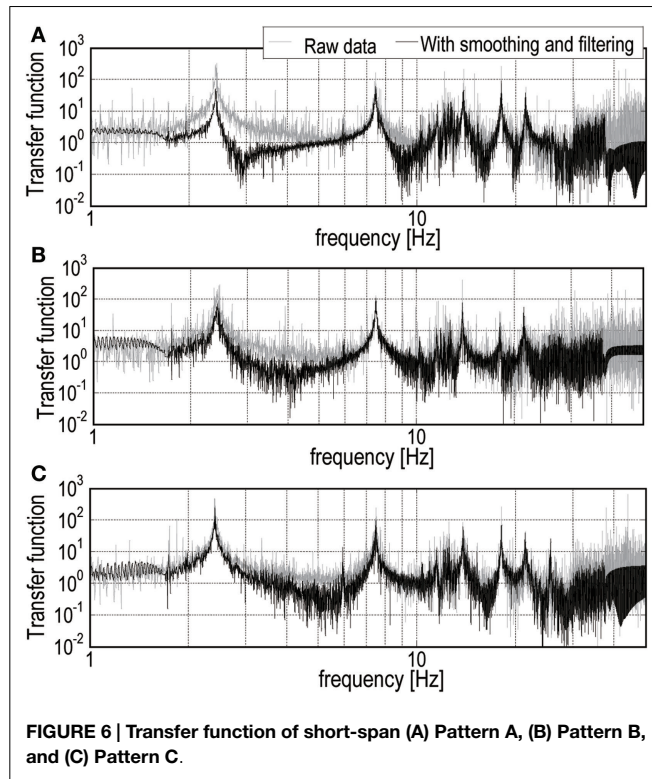 A
Raw data
With smoothing and filtering
Transfer function
10³
10²
10¹
10⁰
10⁻¹
10⁻²
1
10
frequency [Hz]
B
Transfer function
10³
10²
10¹
10⁰
10⁻¹
10⁻²
1
10
frequency [Hz]
C
Transfer function
10³
10²
10¹
10⁰
10⁻¹
10⁻²
1
10
frequency [Hz]
FIGURE 6 | Transfer function of short-span (A) Pattern A, (B) Pattern B,
and (C) Pattern C.